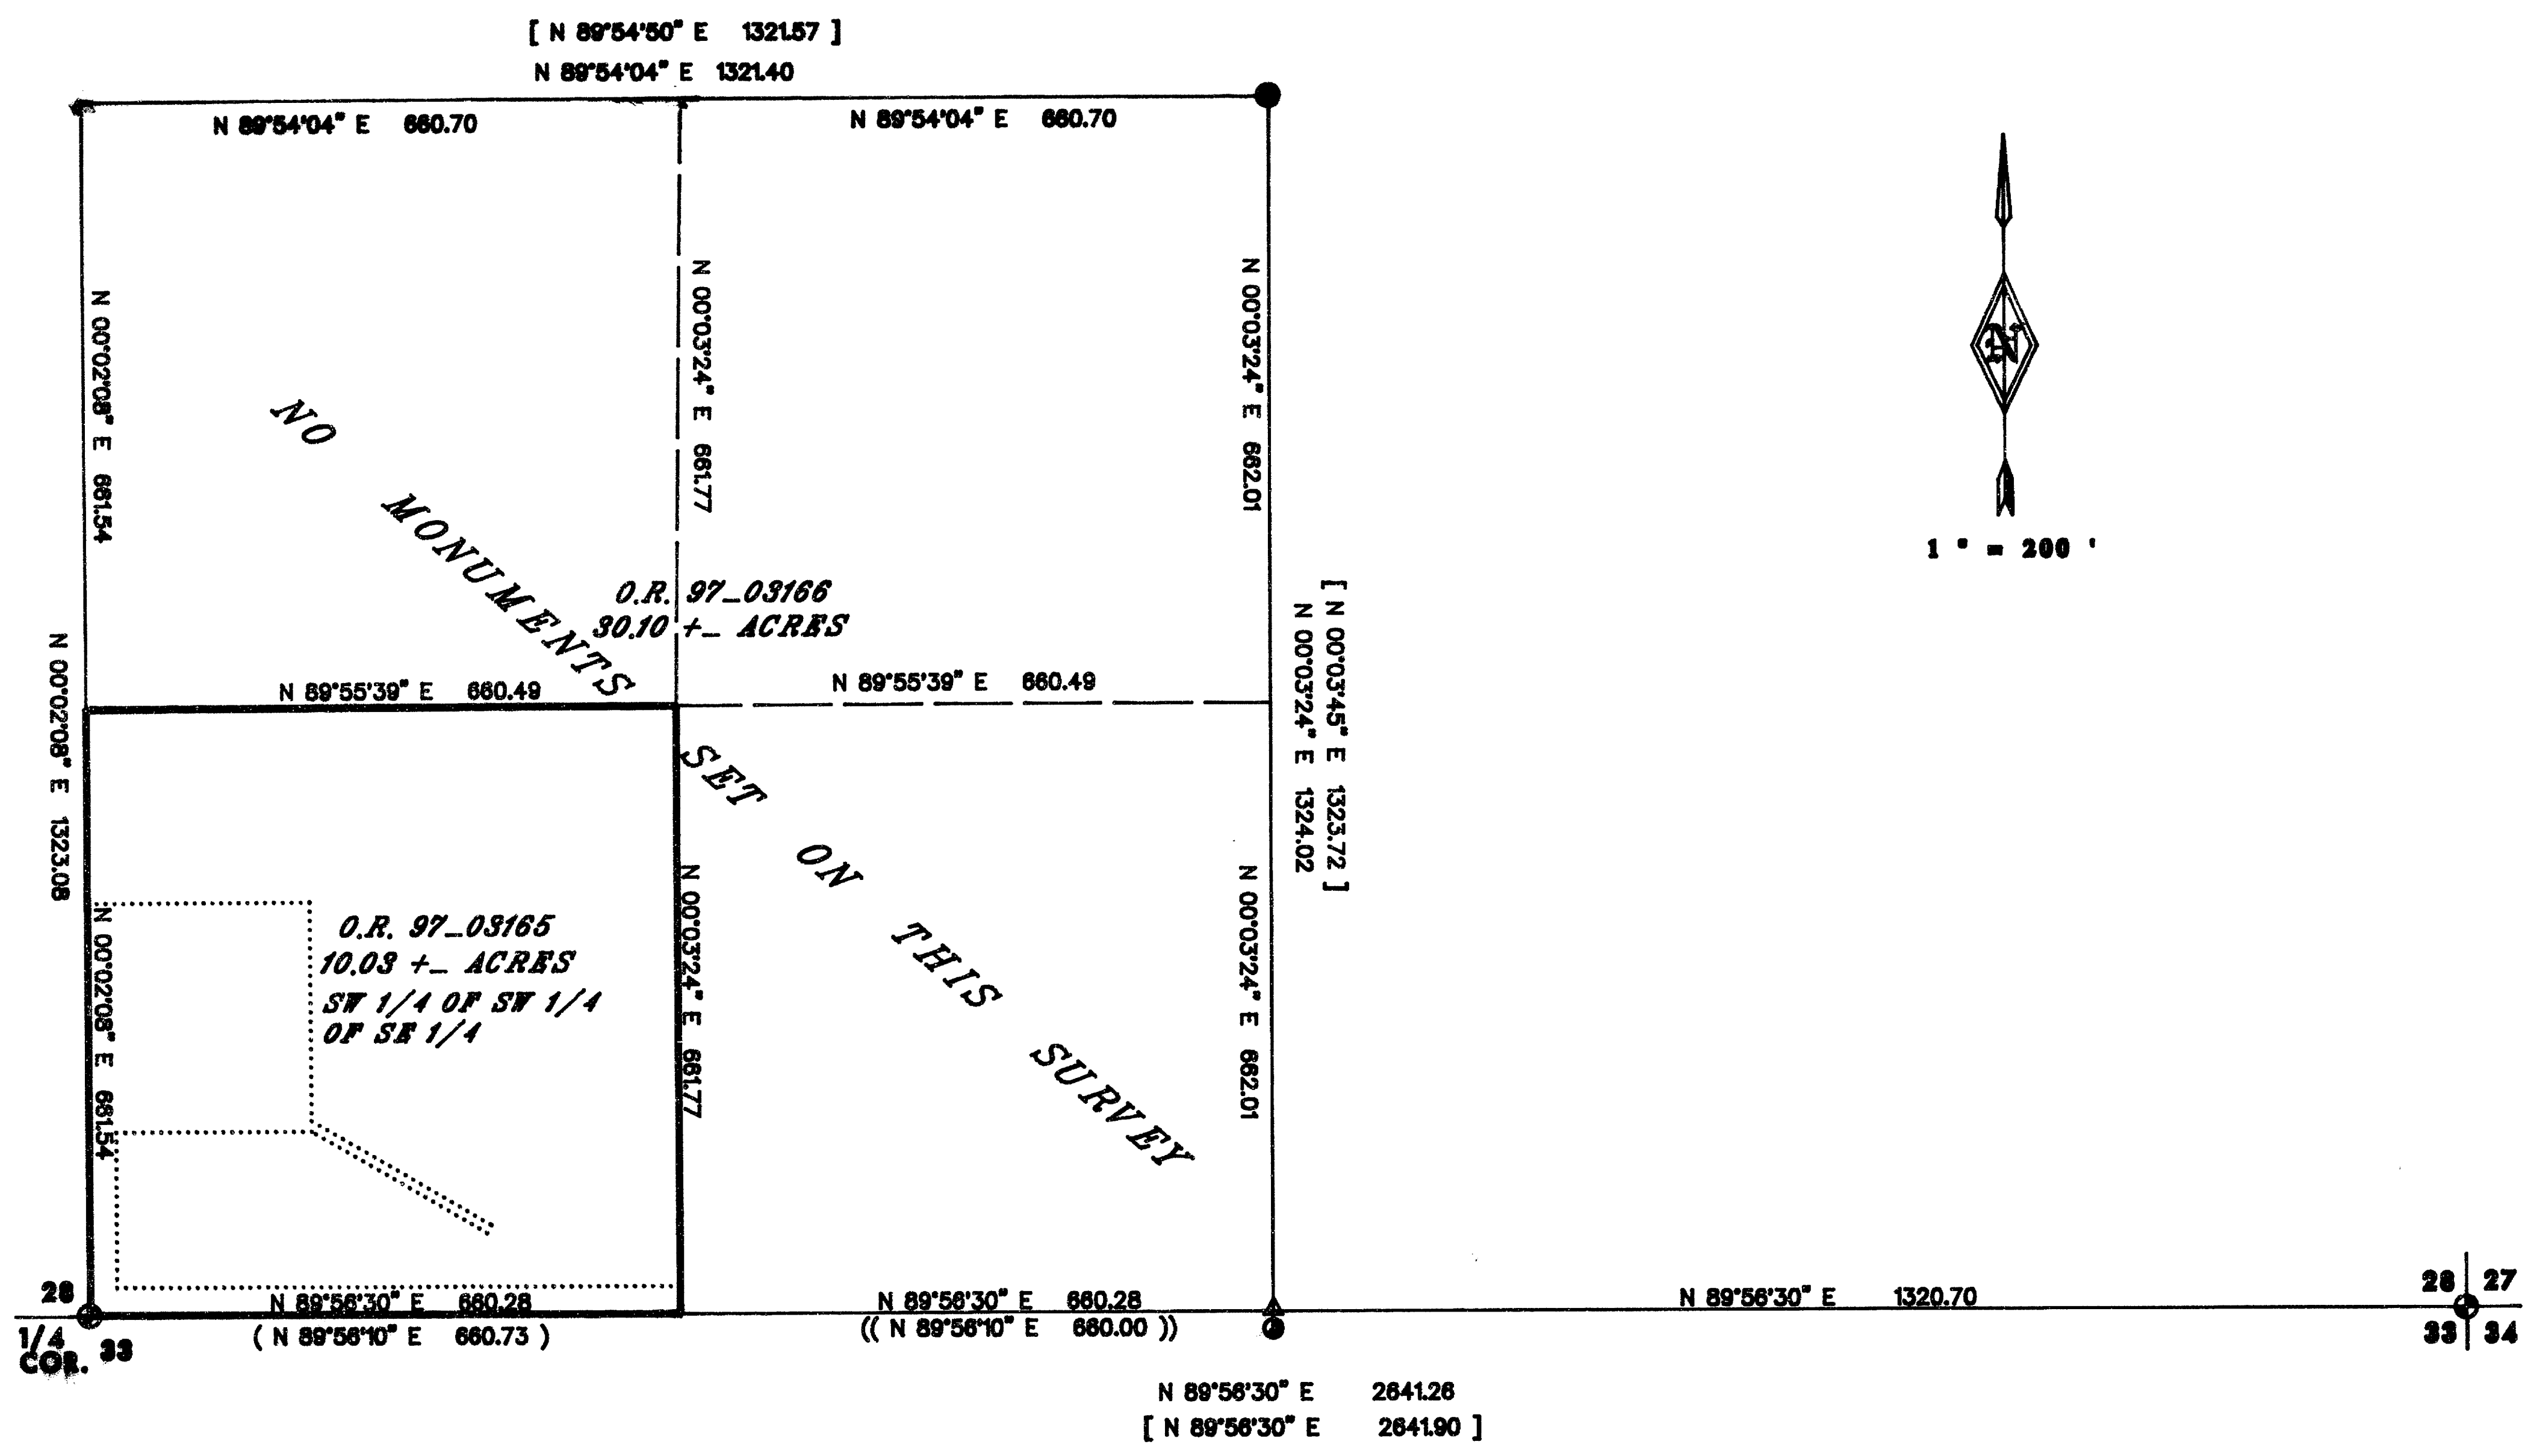 [ N 89°54'50" E 1321.57 ]
N 89°54'04" E 1321.40
N 89°54'04" E 660.70
N 89°54'04" E 660.70
N 00°02'08" E 661.54
N 00°03'24" E 661.77
N 00°03'24" E 662.01
N
1 " = 200 '
NO
MONUMENTS
O.R. 97_03166
30.10 +_ ACRES
N 00°02'08" E 1323.08
N 89°55'39" E 660.49
N 89°55'39" E 660.49
N 00°03'24" E 1324.02
[ N 00°03'45" E 1323.72 ]
SET
ON
THIS
SURVEY
O.R. 97_03165
10.03 +_ ACRES
SW 1/4 OF SW 1/4
OF SE 1/4
N 00°02'08" E 661.54
N 00°03'24" E 661.77
N 00°03'24" E 662.01
28
1/4
COR.
33
N 89°56'30" E 660.28
( N 89°56'10" E 660.73 )
N 89°56'30" E 660.28
(( N 89°56'10" E 660.00 ))
N 89°56'30" E 1320.70
28 27
33 34
N 89°56'30" E 2641.26
[ N 89°56'30" E 2641.90 ]